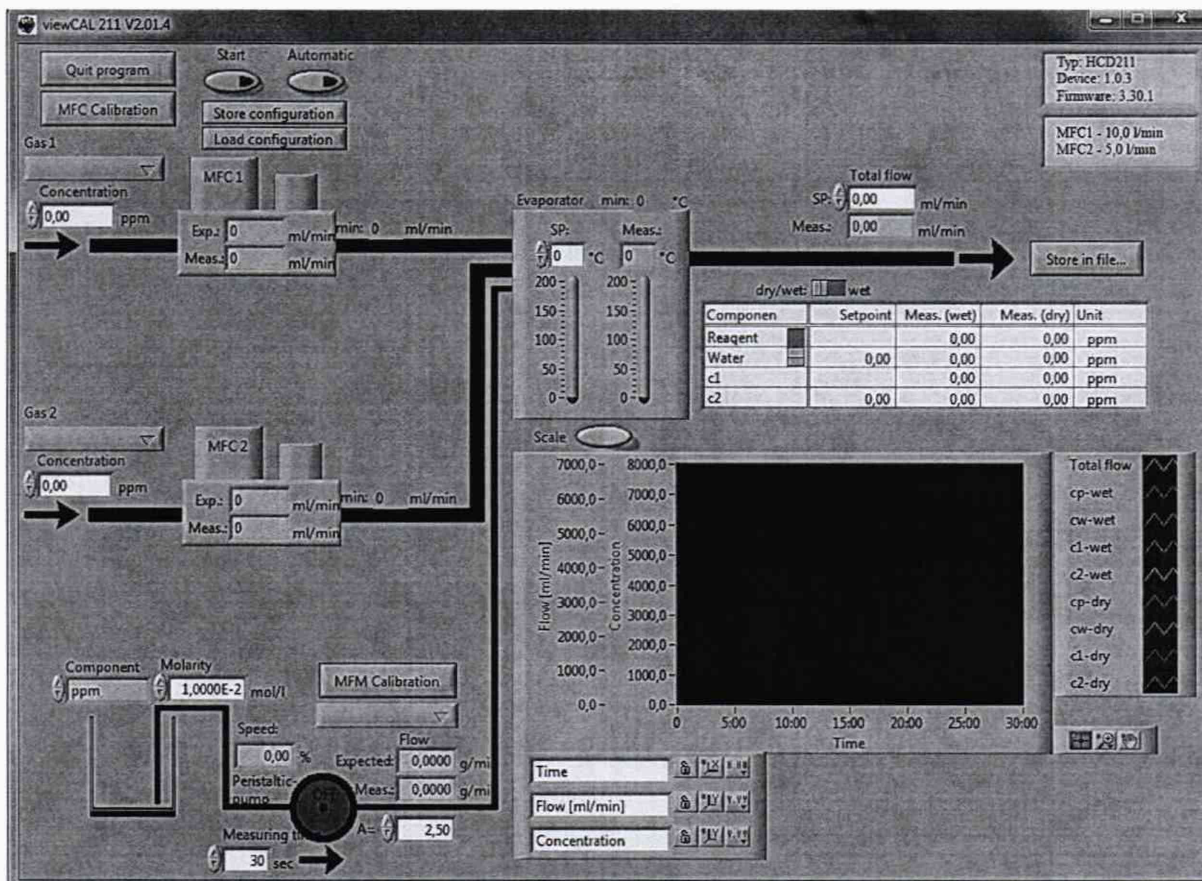 viewCAL 211 V2.01.4
Quit program
MFC Calibration
Start
Automatic
Store configuration
Load configuration
Typ: HCD211
Device: 1.0.3
Firmware: 3.30.1
MFC1 - 10,0 l/min
MFC2 - 5,0 l/min
Gas 1
Concentration
0,00 ppm
MFC 1
Exp.: 0 ml/min
Meas.: 0 ml/min
min: 0 ml/min
Evaporator min: 0 °C
SP: Meas.:
0 °C 0 °C
200 200
150 150
100 100
50 50
0 0
Total flow
SP: 0,00 ml/min
Meas.: 0,00 ml/min
Store in file...
dry/wet: wet
Componen Setpoint Meas. (wet) Meas. (dry) Unit
Reaqent 0,00 0,00 ppm
Water 0,00 0,00 0,00 ppm
c1 0,00 0,00 ppm
c2 0,00 0,00 0,00 ppm
Gas 2
Concentration
0,00 ppm
MFC 2
Exp.: 0 ml/min
Meas.: 0 ml/min
min: 0 ml/min
Scale
7000,0 8000,0
6000,0 7000,0
5000,0 6000,0
4000,0 5000,0
3000,0 4000,0
2000,0 3000,0
1000,0 2000,0
0,0 1000,0
0,0
Flow [ml/min]
Concentration
0 5:00 10:00 15:00 20:00 25:00 30:00
Time
Total flow
cp-wet
cw-wet
c1-wet
c2-wet
cp-dry
cw-dry
c1-dry
c2-dry
Component
ppm
Molarity
1,0000E-2 mol/l
MFM Calibration
Speed:
0,00 %
Flow
Expected: 0,0000 g/mi
Meas.: 0,0000 g/mi
Peristaltic-
pump
OFF
A= 2,50
Measuring
30 sec
Time
Flow [ml/min]
Concentration